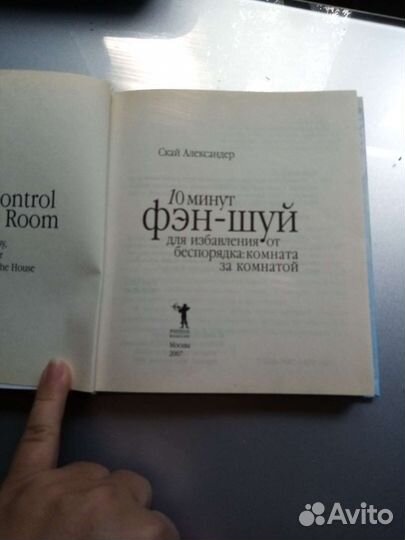 ontrol
Room
he House
Скай Александер
10 минут
фэн-шуй
для избавления от
беспорядка: комната
за комнатой
Москва
2007
Avito